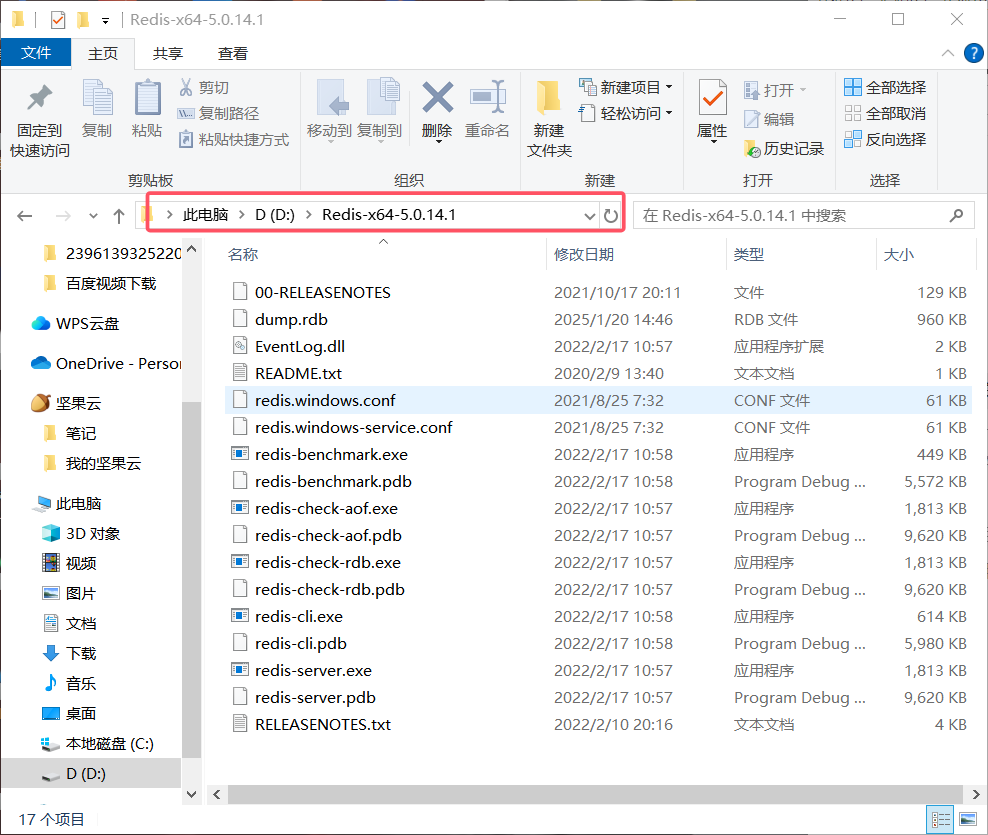 Redis-x64-5.0.14.1
文件 主页 共享 查看
固定到快速访问
复制
粘贴
剪切
复制路径
粘贴快捷方式
剪贴板
移动到 复制到 删除 重命名
组织
新建文件夹
新建项目
轻松访问
新建
属性
打开
编辑
历史记录
打开
全部选择
全部取消
反向选择
选择
此电脑 > D (D:) > Redis-x64-5.0.14.1
在 Redis-x64-5.0.14.1 中搜索
2396139325220
百度视频下载
WPS云盘
OneDrive - Person
坚果云
笔记
我的坚果云
此电脑
3D 对象
视频
图片
文档
下载
音乐
桌面
本地磁盘 (C:)
D (D:)
名称 修改日期 类型 大小
00-RELEASENOTES 2021/10/17 20:11 文件 129 KB
dump.rdb 2025/1/20 14:46 RDB 文件 960 KB
EventLog.dll 2022/2/17 10:57 应用程序扩展 2 KB
README.txt 2020/2/9 13:40 文本文档 1 KB
redis.windows.conf 2021/8/25 7:32 CONF 文件 61 KB
redis.windows-service.conf 2021/8/25 7:32 CONF 文件 61 KB
redis-benchmark.exe 2022/2/17 10:58 应用程序 449 KB
redis-benchmark.pdb 2022/2/17 10:58 Program Debug ... 5,572 KB
redis-check-aof.exe 2022/2/17 10:57 应用程序 1,813 KB
redis-check-aof.pdb 2022/2/17 10:57 Program Debug ... 9,620 KB
redis-check-rdb.exe 2022/2/17 10:57 应用程序 1,813 KB
redis-check-rdb.pdb 2022/2/17 10:57 Program Debug ... 9,620 KB
redis-cli.exe 2022/2/17 10:58 应用程序 614 KB
redis-cli.pdb 2022/2/17 10:58 Program Debug ... 5,980 KB
redis-server.exe 2022/2/17 10:57 应用程序 1,813 KB
redis-server.pdb 2022/2/17 10:57 Program Debug ... 9,620 KB
RELEASENOTES.txt 2022/2/10 20:16 文本文档 4 KB
17 个项目